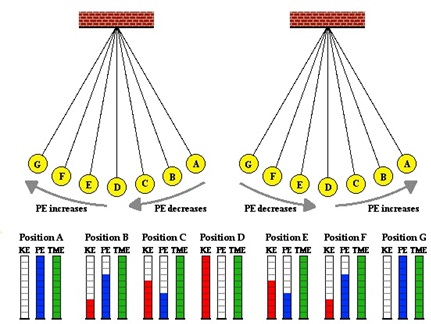 A
G
B
F
C
E
D
PE increases
PE decreases
G
A
F
B
E
C
D
PE decreases
PE increases
Position A
KE PE TME
Position B
KE PE TME
Position C
KE PE TME
Position D
KE PE TME
Position E
KE PE TME
Position F
KE PE TME
Position G
KE PE TME